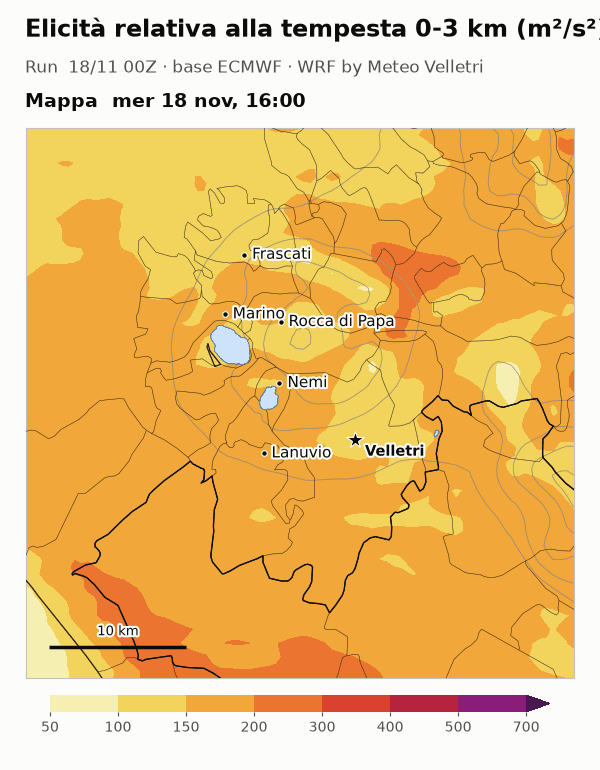 Elicità relativa alla tempesta 0-3 km (m²/s²)
Run  18/11 00Z · base ECMWF · WRF by Meteo Velletri
Mappa  mer 18 nov, 16:00
Frascati
Marino
Rocca di Papa
Nemi
Velletri
Lanuvio
10 km
50 100 150 200 300 400 500 700